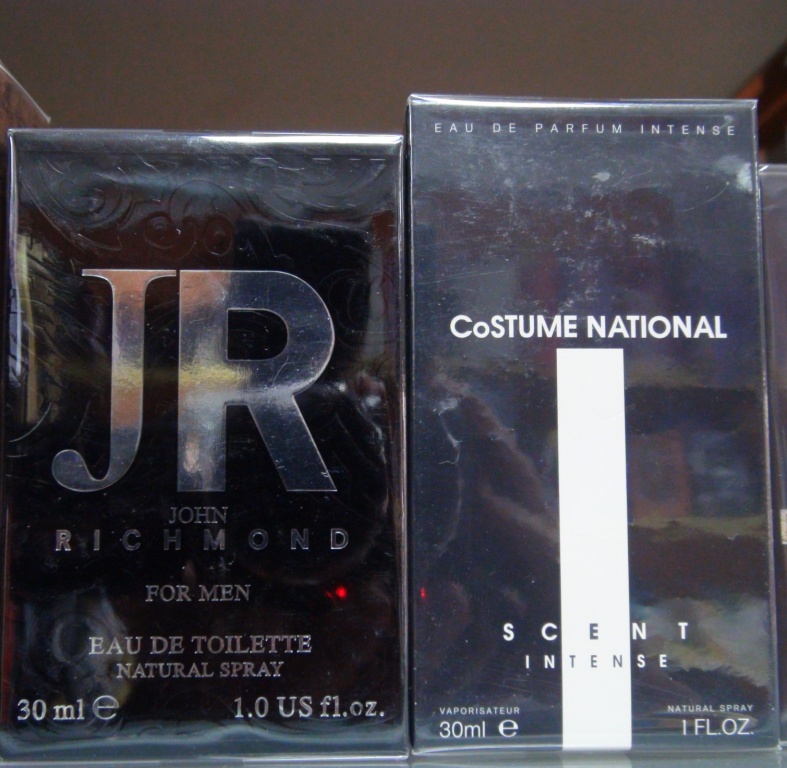 JR
JOHN
RICHMOND
FOR MEN
EAU DE TOILETTE
NATURAL SPRAY
30 ml e 1.0 US fl.oz.
EAU DE PARFUM INTENSE
CoSTUME NATIONAL
SCENT
INTENSE
VAPORISATEUR NATURAL SPRAY
30ml e 1 FL.OZ.